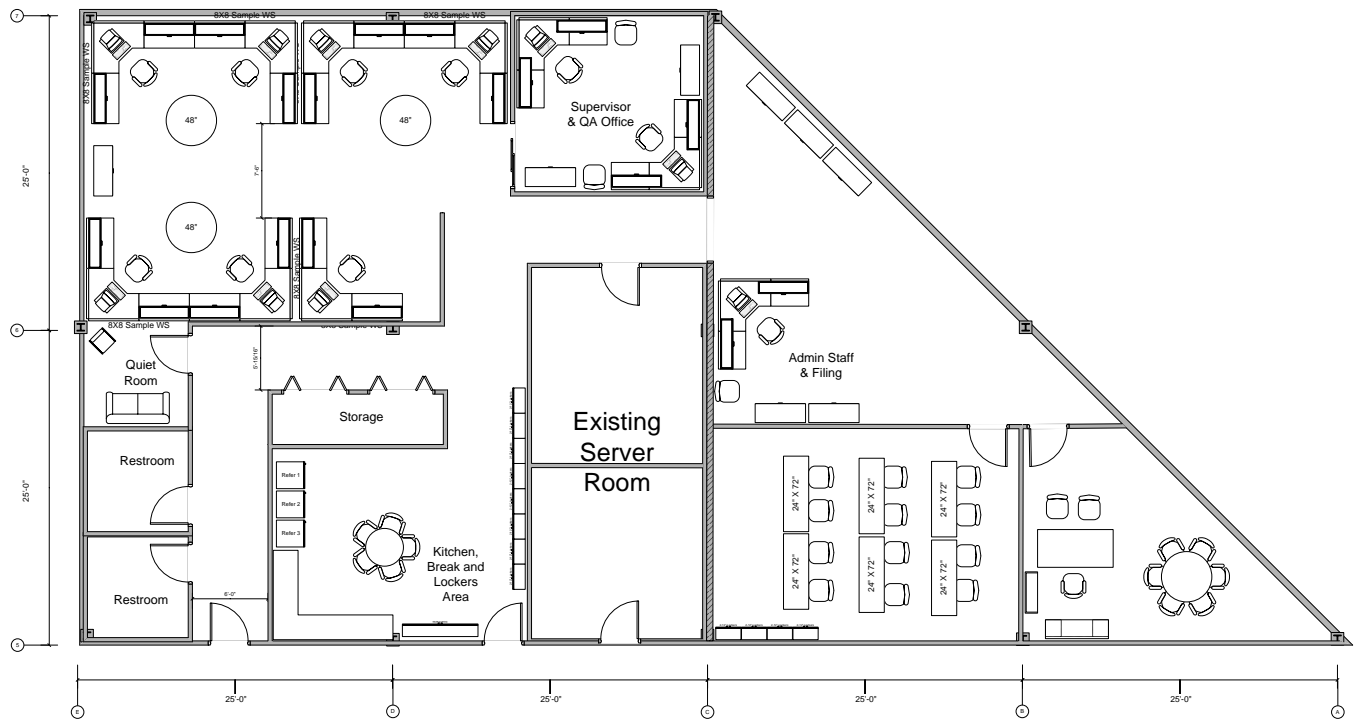 7
8X8 Sample WS
8X8 Sample WS
8X8 Sample WS
48"
48"
Supervisor
& QA Office
7'-6"
25'-0"
48"
8X8 Sample WS
6
8X8 Sample WS
8X8 Sample WS
Quiet
Room
Admin Staff
& Filing
Storage
Existing
Server
Room
Restroom
Refer 1
Refer 2
Refer 3
25'-0"
24" X 72"
24" X 72"
24" X 72"
24" X 72"
24" X 72"
24" X 72"
Kitchen,
Break and
Lockers
Area
Restroom
6'-0"
5
25'-0"
25'-0"
25'-0"
25'-0"
E
D
C
B
A